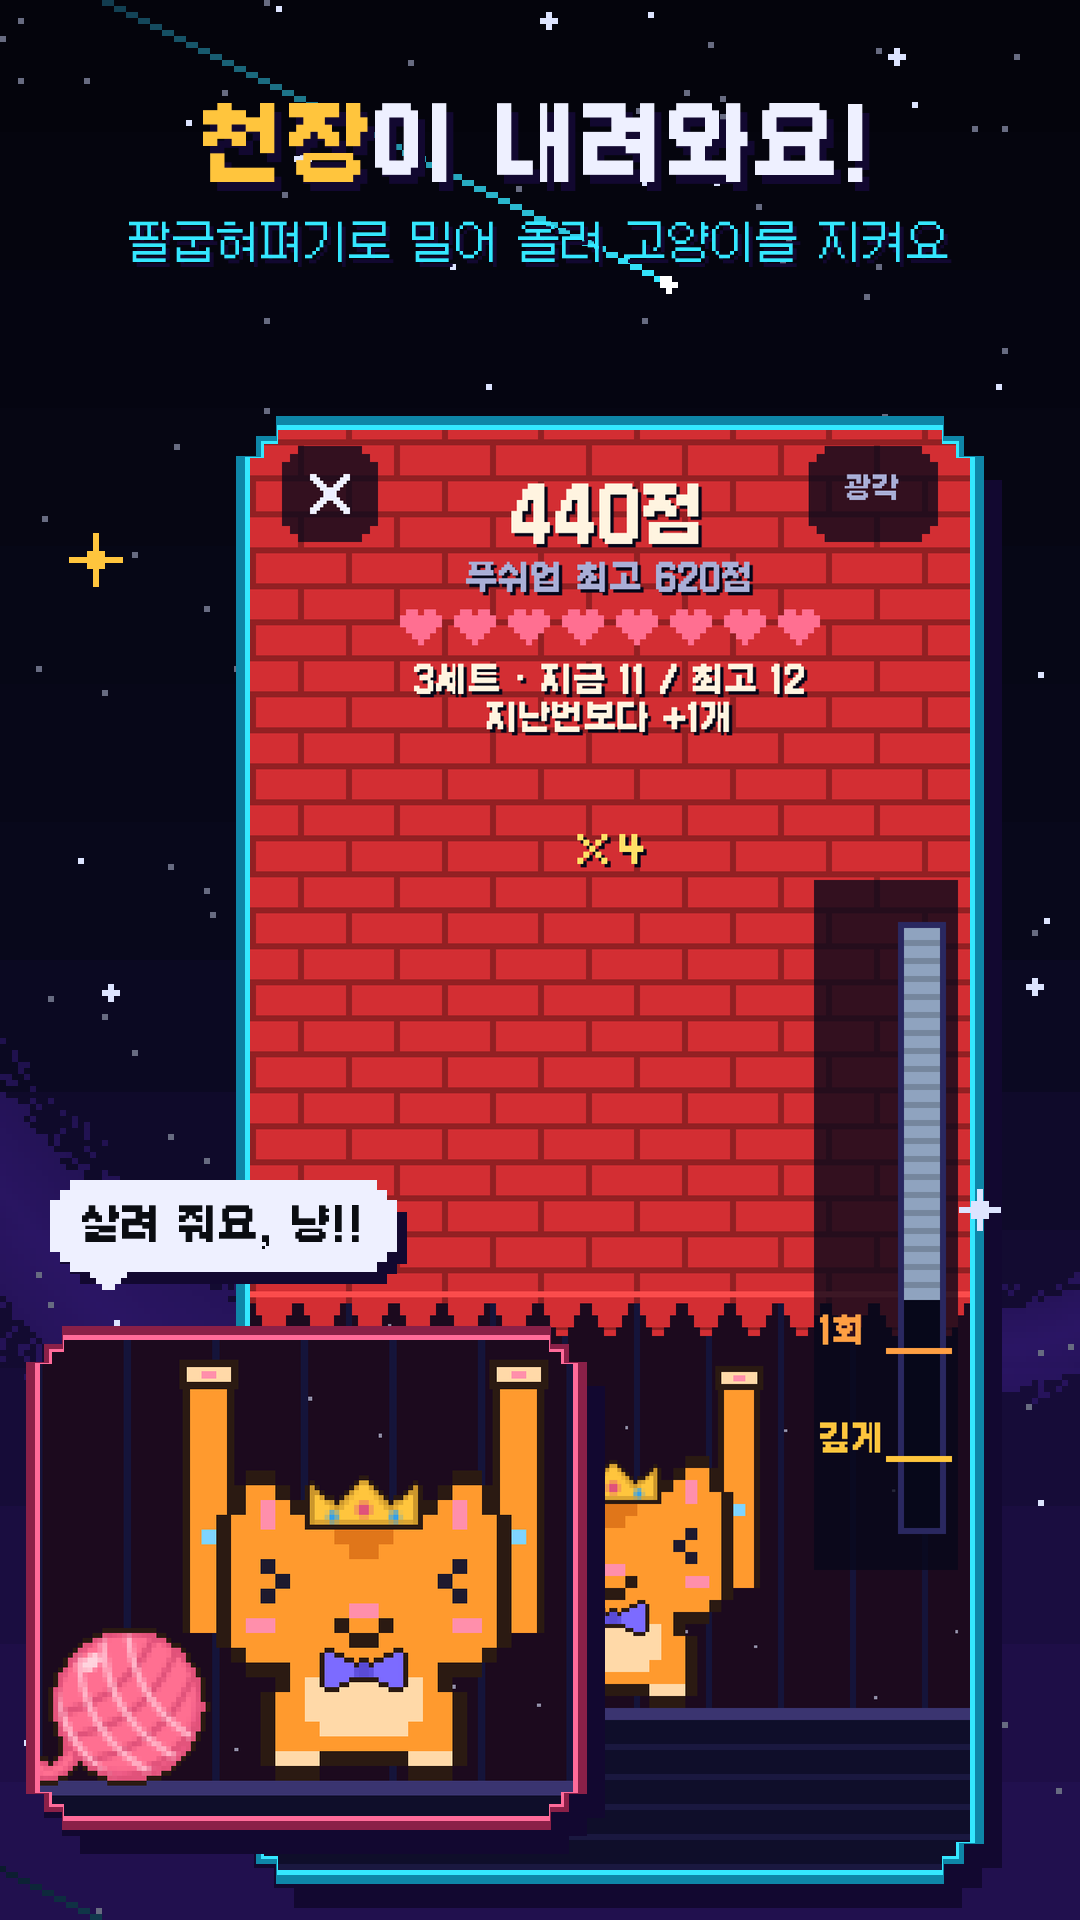 천장이 내려와요!
팔굽혀펴기로 밀어 올려 고양이를 지켜요
광각
440점
푸쉬업 최고 620점
3세트 · 지금 11 / 최고 12
지난번보다 +1개
×4
살려 줘요, 냥!!
1회
깊게